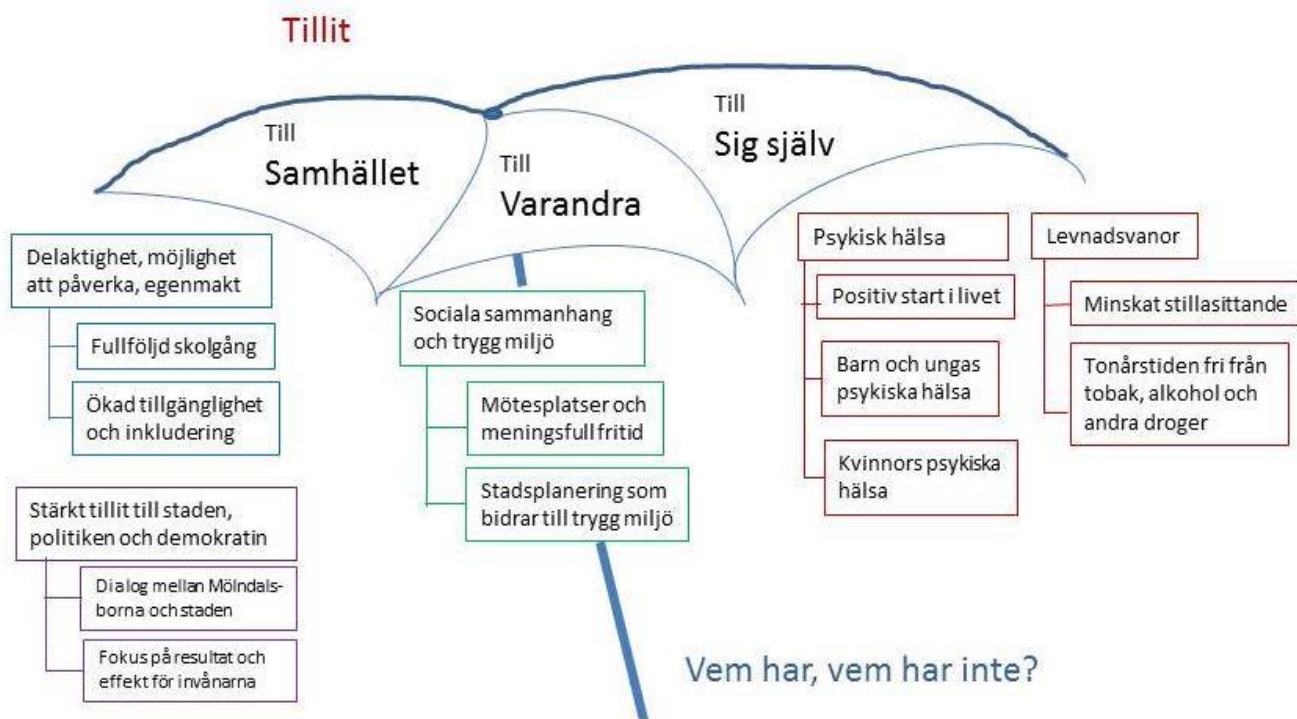 Tillit
Till
Samhället
Till
Varandra
Till
Sig själv
Delaktighet, möjlighet
att påverka, egenmakt
Fullföljd skolgång
Ökad tillgänglighet
och inkludering
Stärkt tillit till staden,
politiken och demokratin
Dialog mellan Mölndals-
borna och staden
Fokus på resultat och
effekt för invånarna
Sociala sammanhang
och trygg miljö
Mötesplatser och
meningsfull fritid
Stadsplanering som
bidrar till trygg miljö
Psykisk hälsa
Positiv start i livet
Barn och ungas
psykiska hälsa
Kvinnors psykiska
hälsa
Levnadsvanor
Minskat stillasittande
Tonårstiden fri från
tobak, alkohol och
andra droger
Vem har, vem har inte?